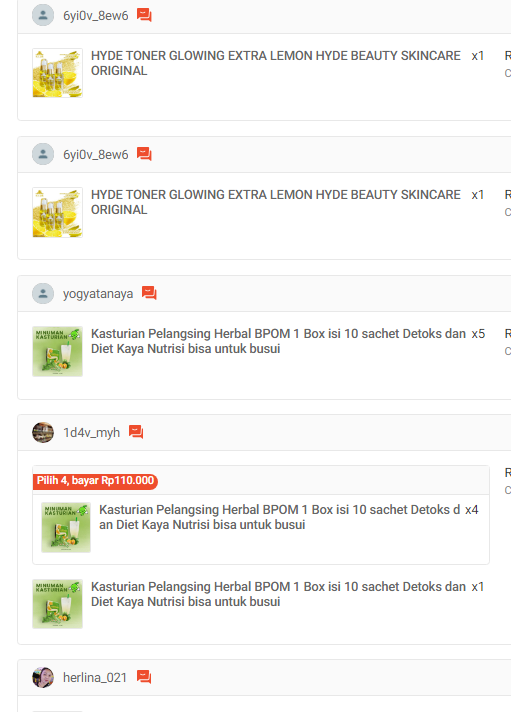 6yi0v_8ew6
HYDE TONER GLOWING EXTRA LEMON HYDE BEAUTY SKINCARE x1
ORIGINAL
R
C
6yi0v_8ew6
HYDE TONER GLOWING EXTRA LEMON HYDE BEAUTY SKINCARE x1
ORIGINAL
R
C
yogyatanaya
MINUMAN
KASTURIAN
Kasturian Pelangsing Herbal BPOM 1 Box isi 10 sachet Detoks dan x5
Diet Kaya Nutrisi bisa untuk busui
R
C
1d4v_myh
Pilih 4, bayar Rp110.000
R
C
MINUMAN
KASTURIAN
Kasturian Pelangsing Herbal BPOM 1 Box isi 10 sachet Detoks d x4
an Diet Kaya Nutrisi bisa untuk busui
MINUMAN
KASTURIAN
Kasturian Pelangsing Herbal BPOM 1 Box isi 10 sachet Detoks dan x1
Diet Kaya Nutrisi bisa untuk busui
herlina_021